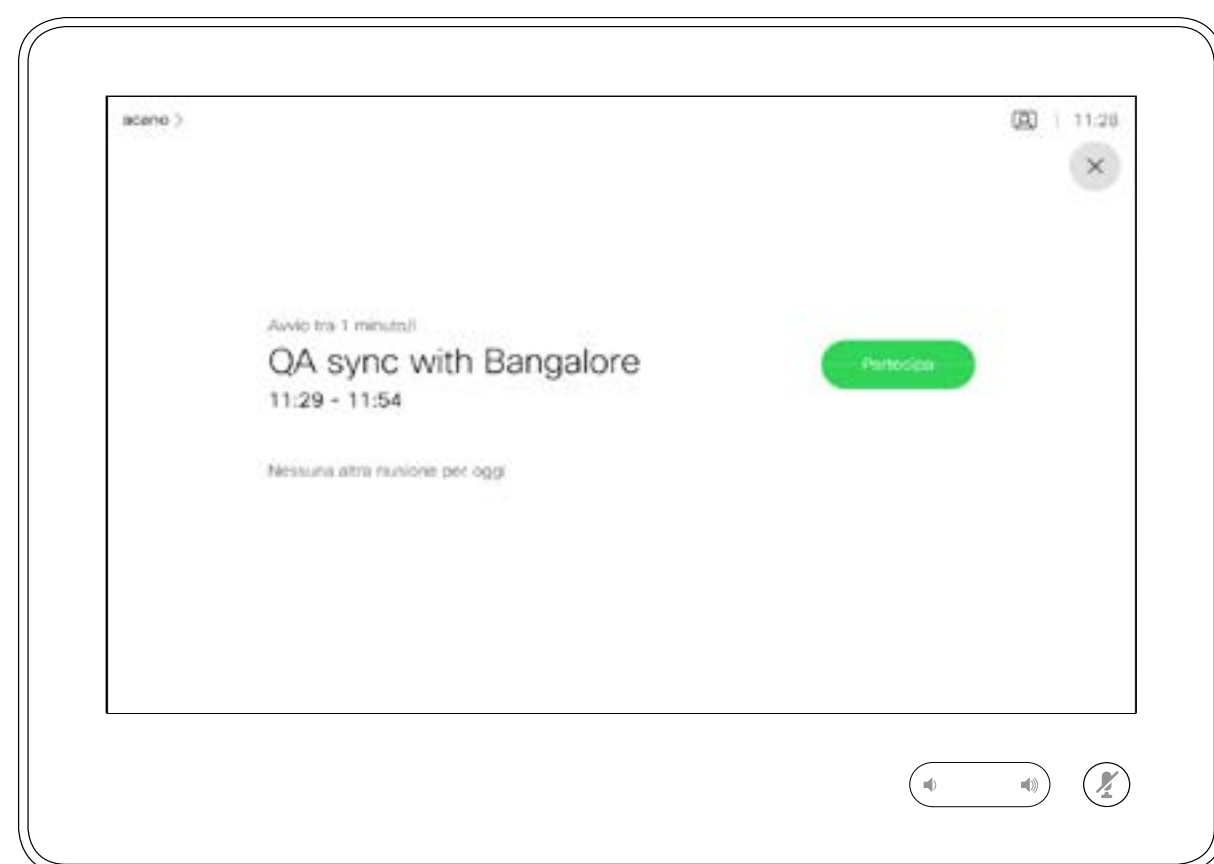 acano >
11:28
Avvio tra 1 minuto/i
QA sync with Bangalore
Partecipa
11:29 - 11:54
Nessuna altra riunione per oggi